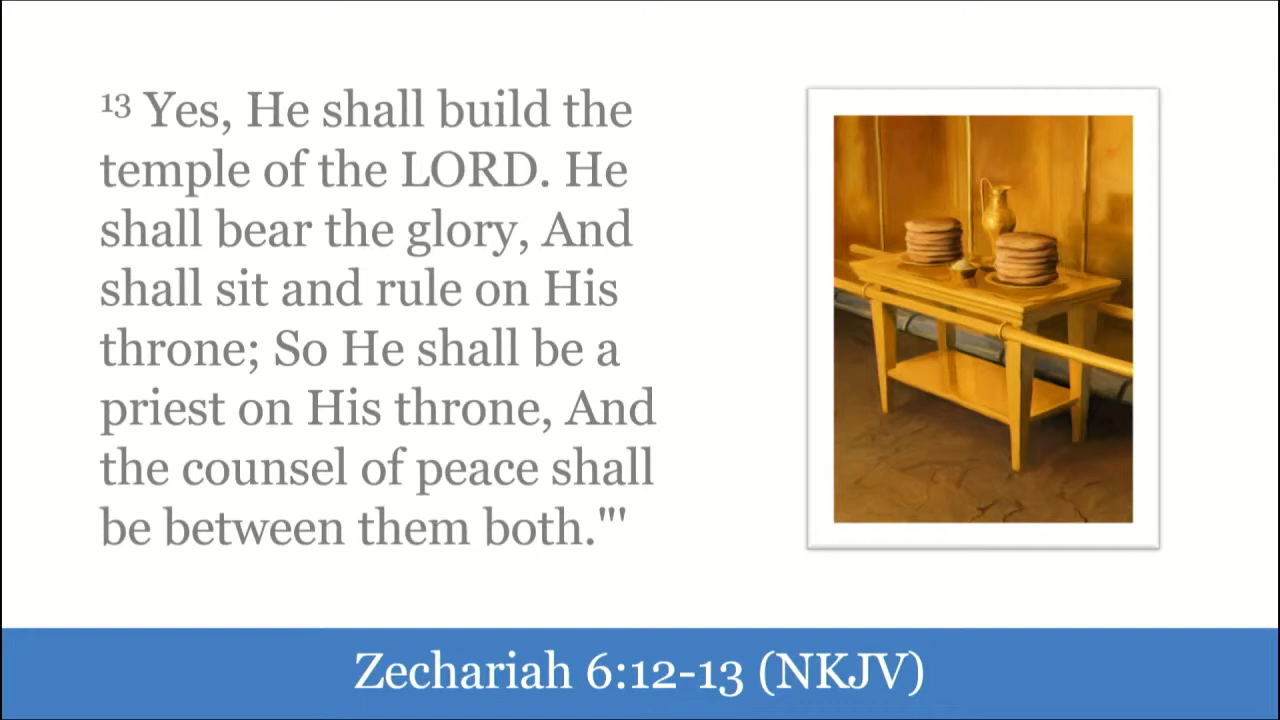 ¹³ Yes, He shall build the
temple of the LORD. He
shall bear the glory, And
shall sit and rule on His
throne; So He shall be a
priest on His throne, And
the counsel of peace shall
be between them both."'
Zechariah 6:12-13 (NKJV)